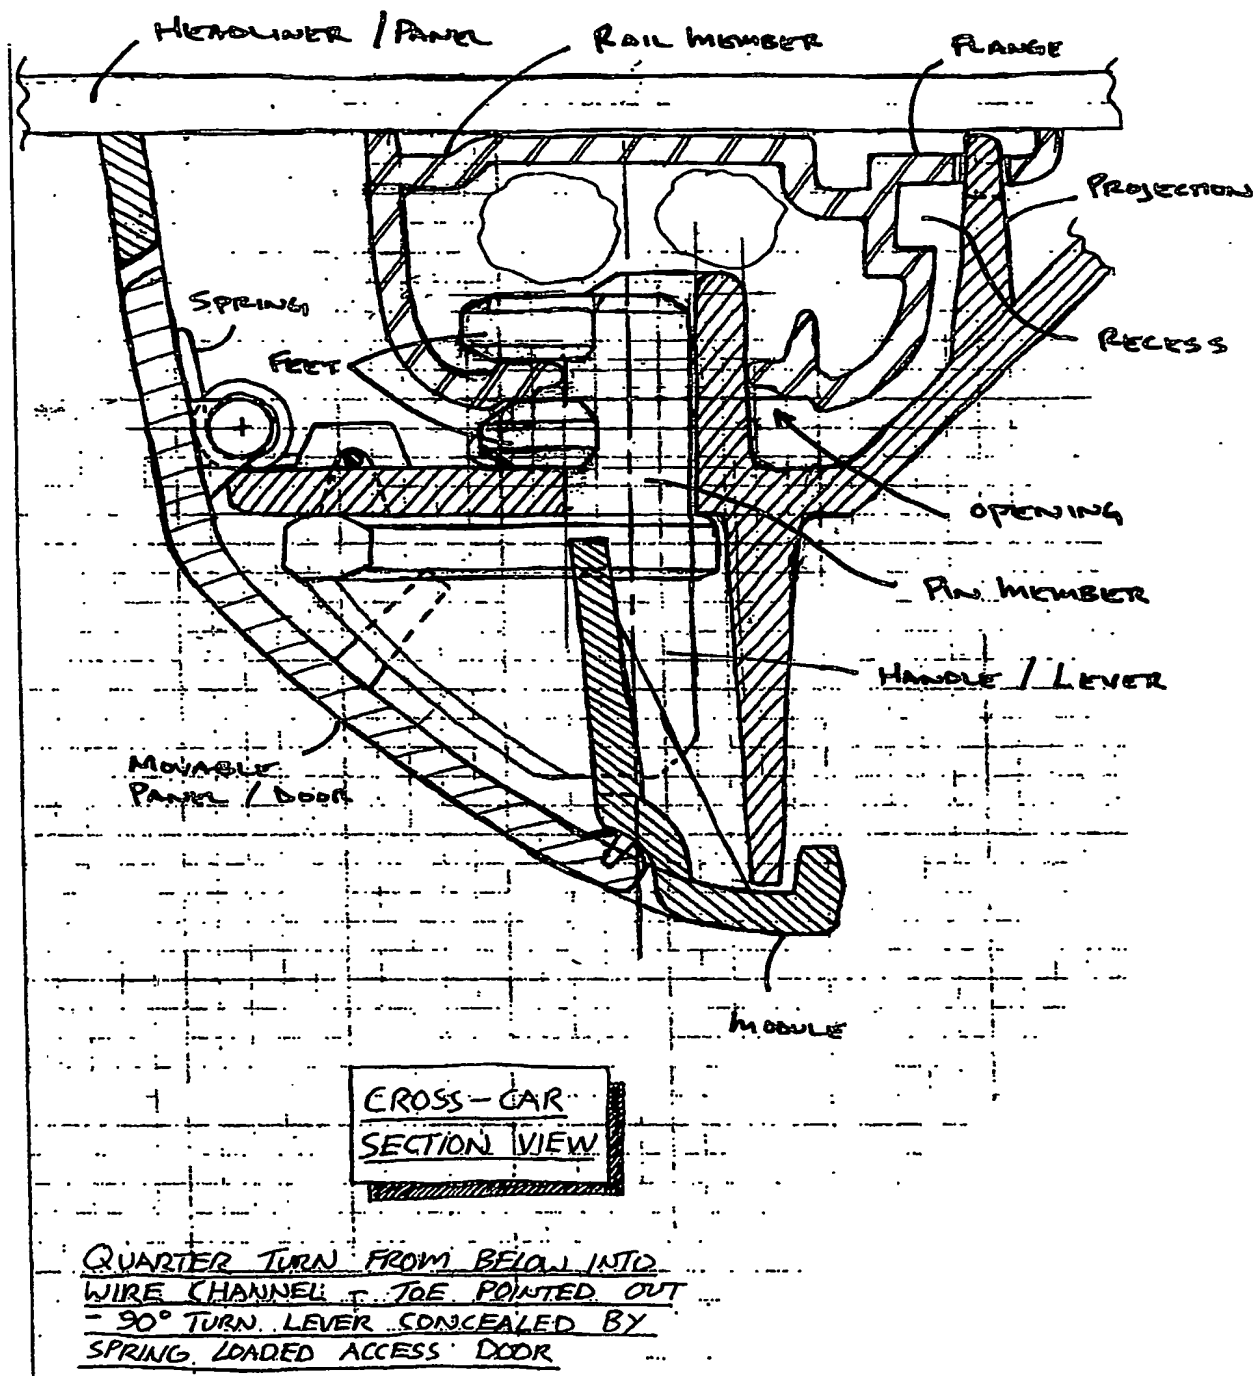 HEADLINER / PANEL
RAIL MEMBER
FLANGE
PROJECTION
SPRING
FEET
RECESS
OPENING
PIN MEMBER
HANDLE / LEVER
MOVABLE
PANEL / DOOR
MODULE
CROSS-CAR
SECTION VIEW
QUARTER TURN FROM BELOW INTO
WIRE CHANNEL - TOE POINTED OUT
- 90° TURN LEVER CONCEALED BY
SPRING LOADED ACCESS DOOR